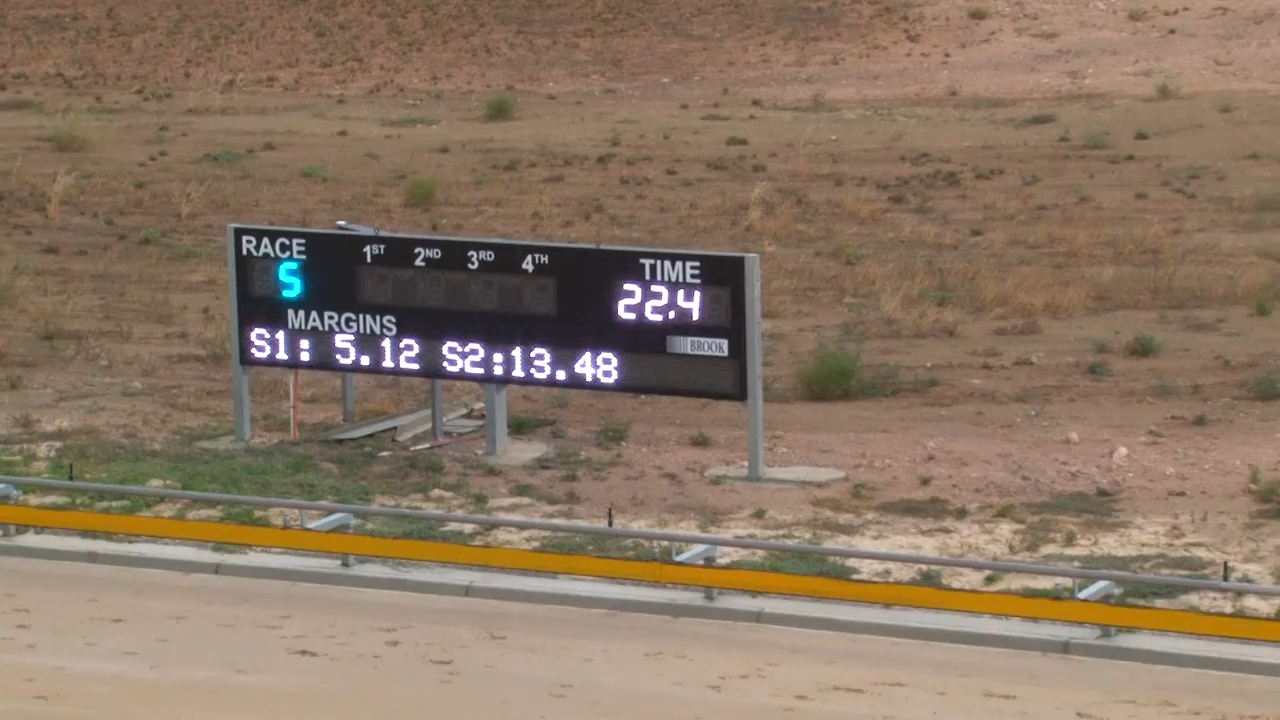 RACE 1ST 2ND 3RD 4TH TIME
5 22.4
MARGINS
BROOK
S1: 5.12 S2:13.48